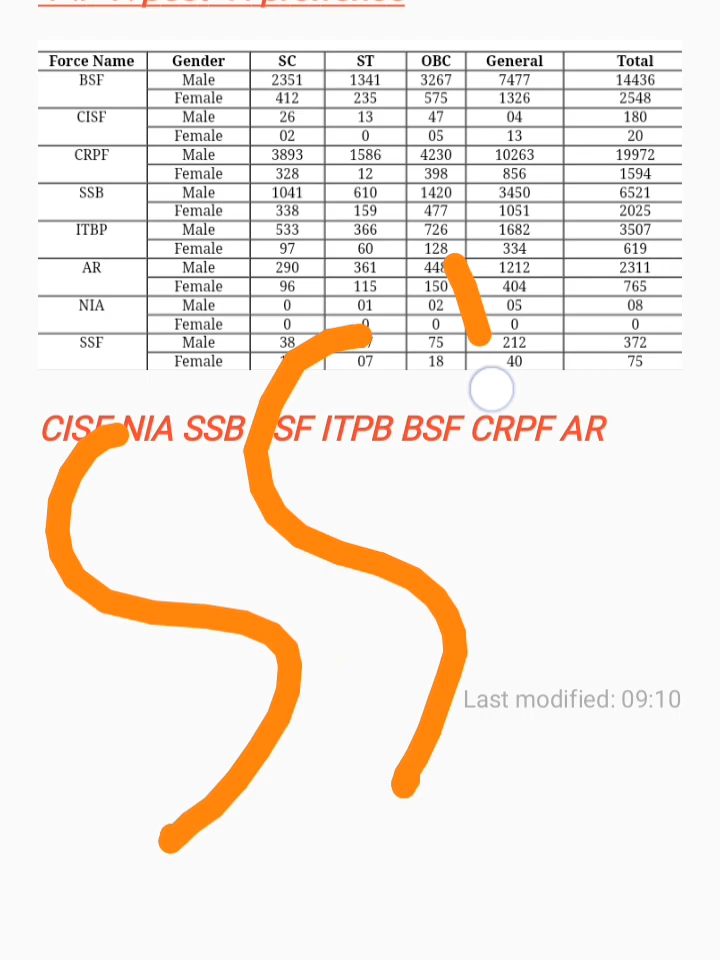 Force Name Gender SC ST OBC General Total
BSF Male 2351 1341 3267 7477 14436
Female 412 235 575 1326 2548
CISF Male 26 13 47 04 180
Female 02 0 05 13 20
CRPF Male 3893 1586 4230 10263 19972
Female 328 12 398 856 1594
SSB Male 1041 610 1420 3450 6521
Female 338 159 477 1051 2025
ITBP Male 533 366 726 1682 3507
Female 97 60 128 334 619
AR Male 290 361 448 1212 2311
Female 96 115 150 404 765
NIA Male 0 01 02 05 08
Female 0 0 0 0 0
SSF Male 38 75 212 372
Female 07 18 40 75
CISF NIA SSB SSF ITPB BSF CRPF AR
Last modified: 09:10
SS